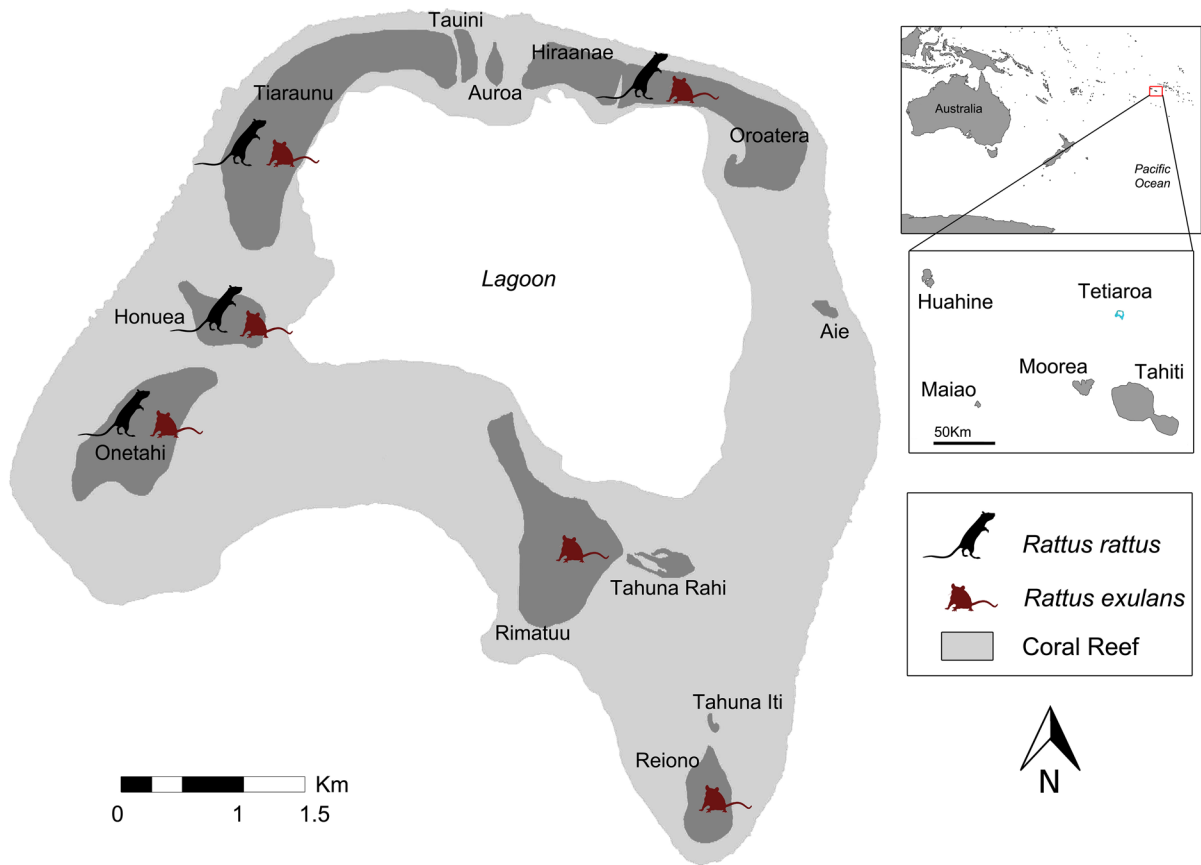 Tauini
Hiraanae
Tiaraunu
Auroa
Oroatera
Lagoon
Honuea
Aie
Onetahi
Tahuna Rahi
Rimatuu
Tahuna Iti
Reiono
Km
0 1 1.5
Australia
Pacific
Ocean
Huahine
Tetiaroa
Moorea
Tahiti
Maiao
50Km
Rattus rattus
Rattus exulans
Coral Reef
N